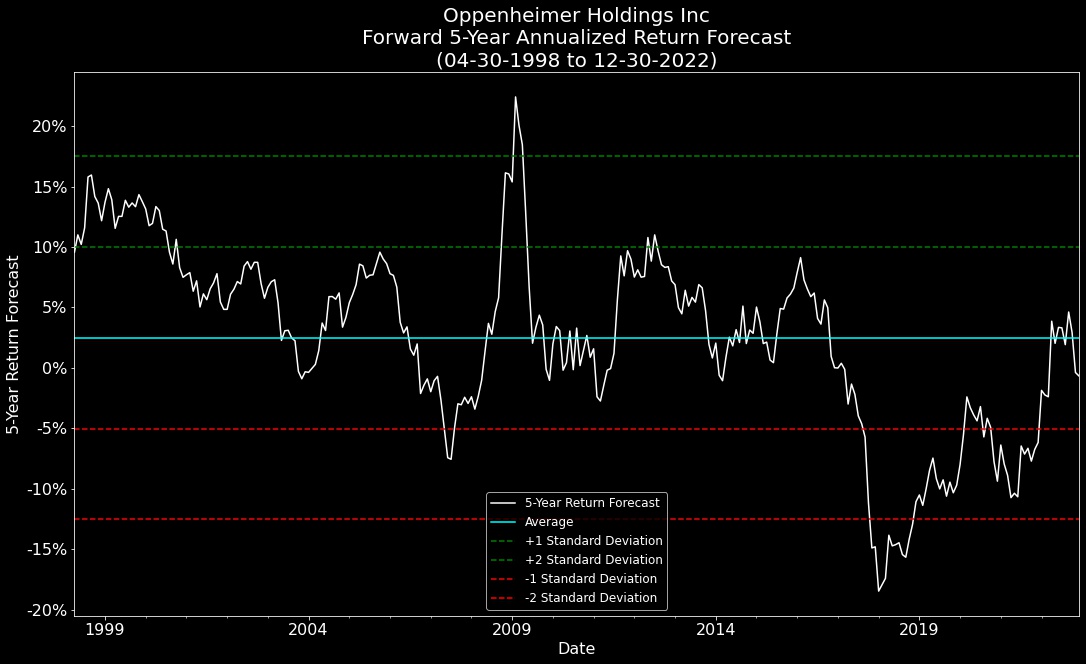 Oppenheimer Holdings Inc
Forward 5-Year Annualized Return Forecast
(04-30-1998 to 12-30-2022)
5-Year Return Forecast
20%
15%
10%
5%
0%
-5%
-10%
-15%
-20%
5-Year Return Forecast
Average
+1 Standard Deviation
+2 Standard Deviation
-1 Standard Deviation
-2 Standard Deviation
1999 2004 2009 2014 2019
Date